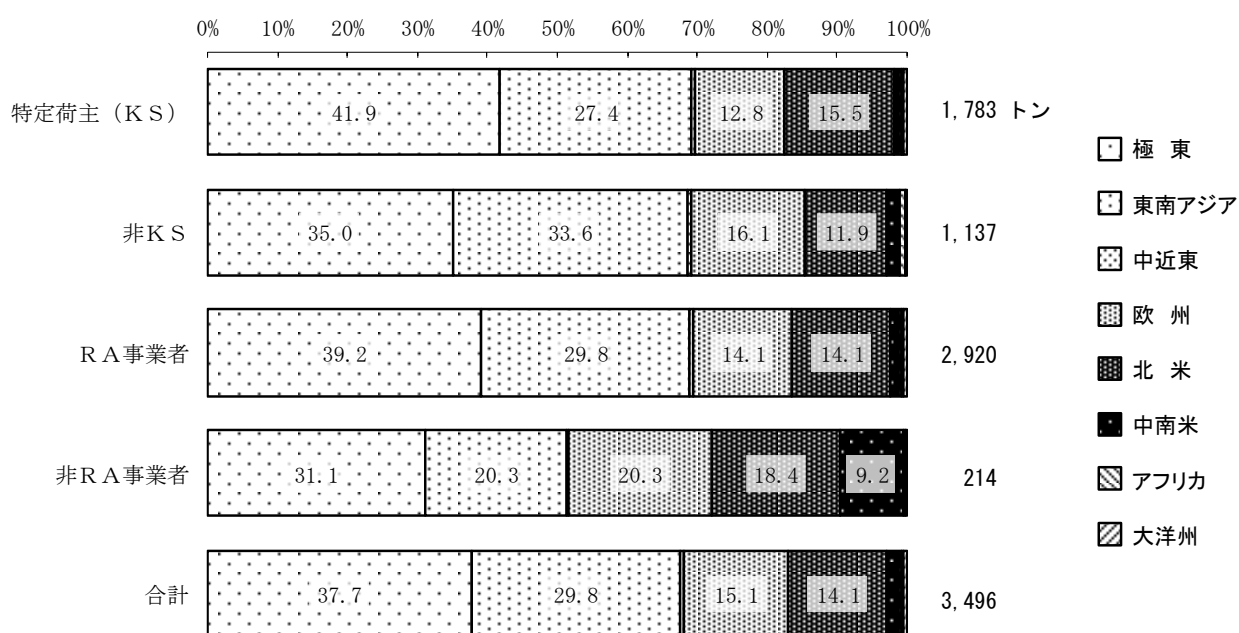 0% 10% 20% 30% 40% 50% 60% 70% 80% 90% 100%
特定荷主（ＫＳ） 41.9 27.4 12.8 15.5 1,783 トン
非ＫＳ 35.0 33.6 16.1 11.9 1,137
ＲＡ事業者 39.2 29.8 14.1 14.1 2,920
非ＲＡ事業者 31.1 20.3 20.3 18.4 9.2 214
合計 37.7 29.8 15.1 14.1 3,496
極 東
東南アジア
中近東
欧 州
北 米
中南米
アフリカ
大洋州